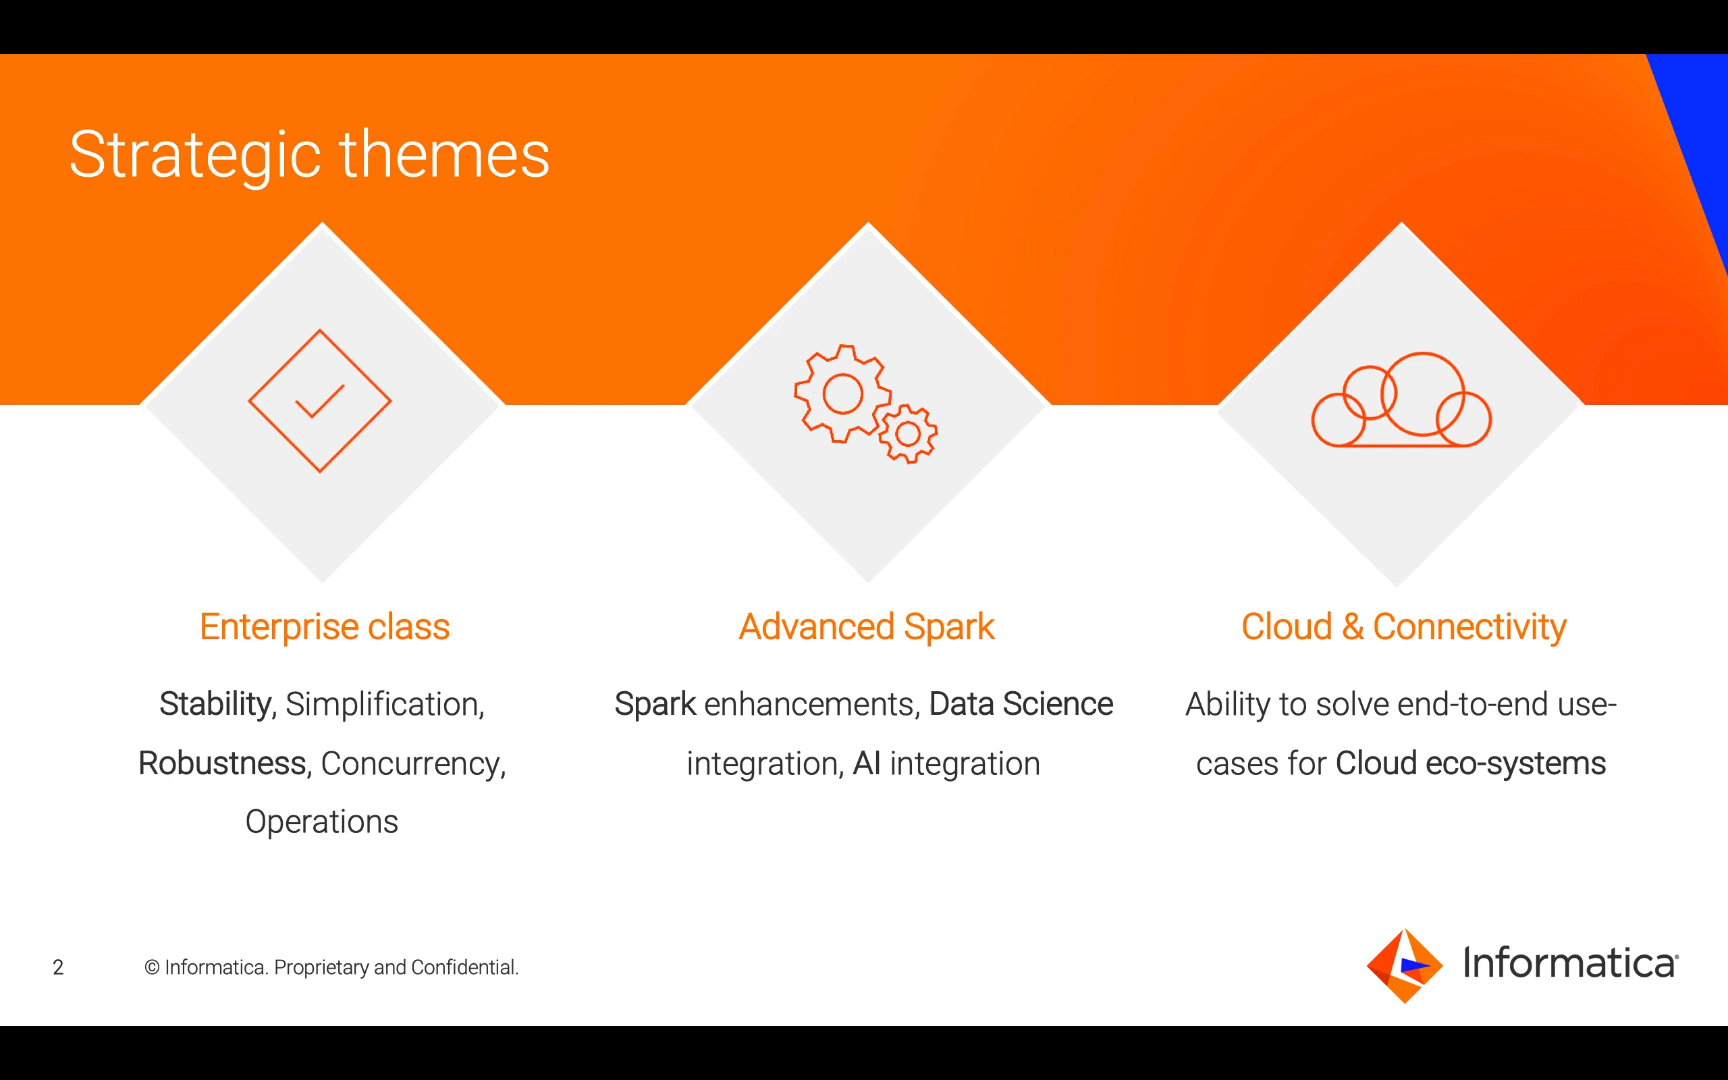 Strategic themes
Enterprise class
Stability, Simplification,
Robustness, Concurrency,
Operations
Advanced Spark
Spark enhancements, Data Science
integration, AI integration
Cloud & Connectivity
Ability to solve end-to-end use-
cases for Cloud eco-systems
2
© Informatica. Proprietary and Confidential.
Informatica